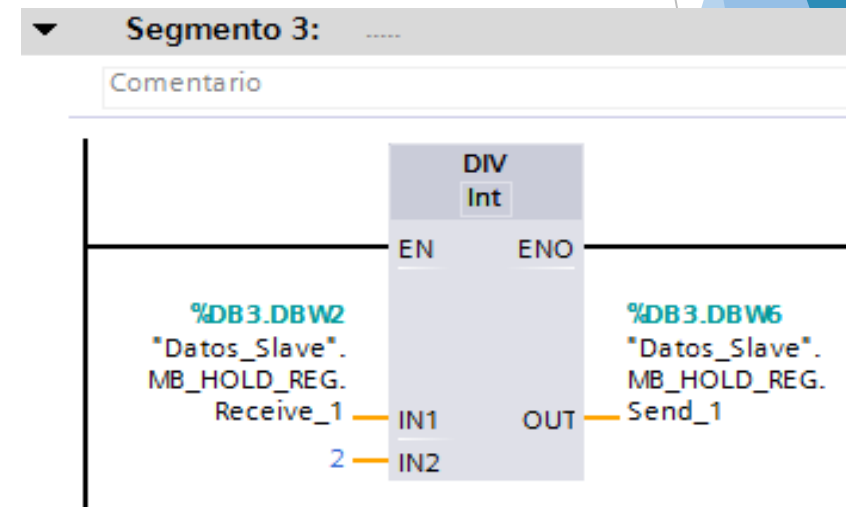 Segmento 3: .....
Comentario
DIV
Int
EN ENO
%DB3.DBW2
"Datos_Slave".
MB_HOLD_REG.
Receive_1
IN1
2
IN2
%DB3.DBW6
"Datos_Slave".
MB_HOLD_REG.
OUT
Send_1